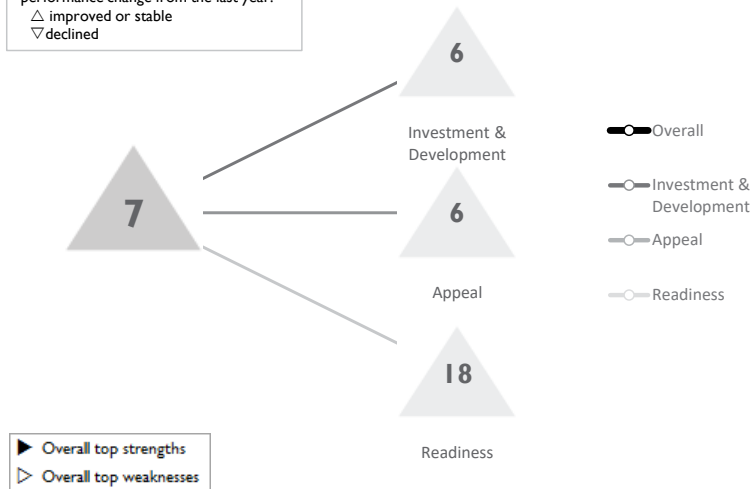 performance change from the last year:
△ improved or stable
▽ declined
6
Investment &
Development
7
6
Appeal
18
Readiness
Overall
Investment &
Development
Appeal
Readiness
▶ Overall top strengths
▷ Overall top weaknesses